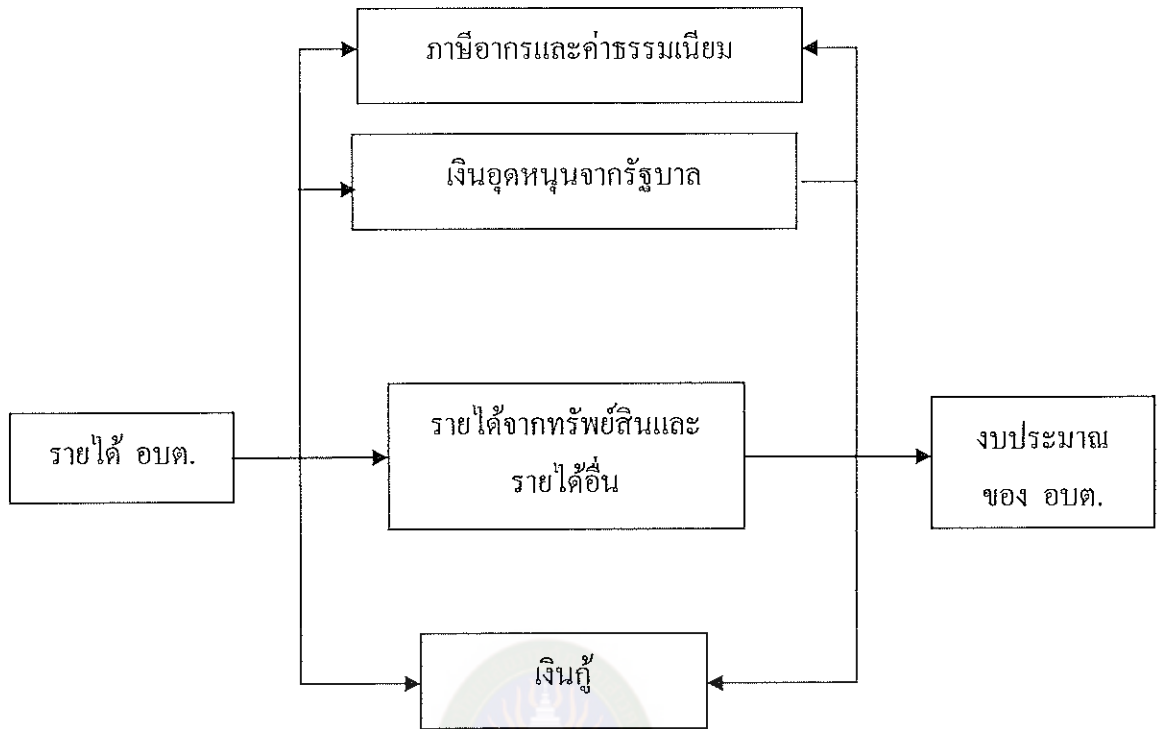 ภาษีอากรและค่าธรรมเนียม
เงินอุดหนุนจากรัฐบาล
รายได้ อบต.
รายได้จากทรัพย์สินและ
รายได้อื่น
งบประมาณ
ของ อบต.
เงินกู้